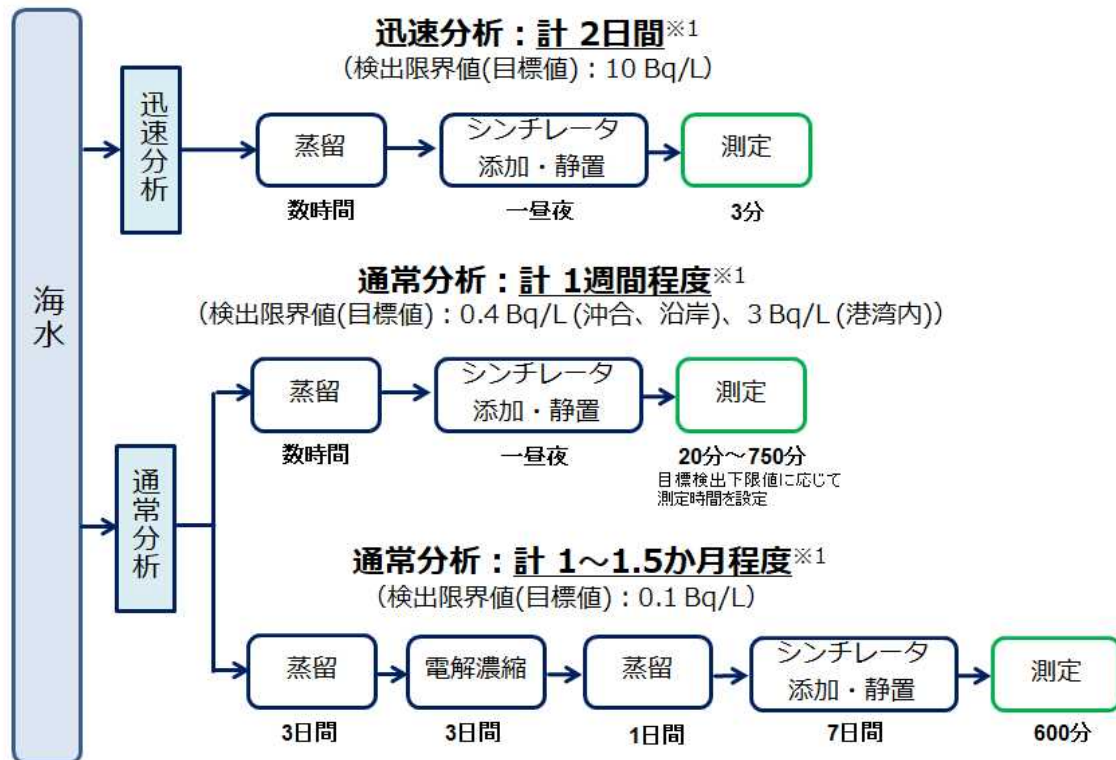 海水
迅速分析：計 2日間※1
（検出限界値(目標値)：10 Bq/L）
迅速分析
蒸留
シンチレータ
添加・静置
測定
数時間
一昼夜
3分
通常分析：計 1週間程度※1
（検出限界値(目標値)：0.4 Bq/L (沖合、沿岸)、3 Bq/L (港湾内)）
通常分析
蒸留
シンチレータ
添加・静置
測定
数時間
一昼夜
20分～750分
目標検出下限値に応じて
測定時間を設定
通常分析：計 1～1.5か月程度※1
（検出限界値(目標値)：0.1 Bq/L）
蒸留
電解濃縮
蒸留
シンチレータ
添加・静置
測定
3日間
3日間
1日間
7日間
600分